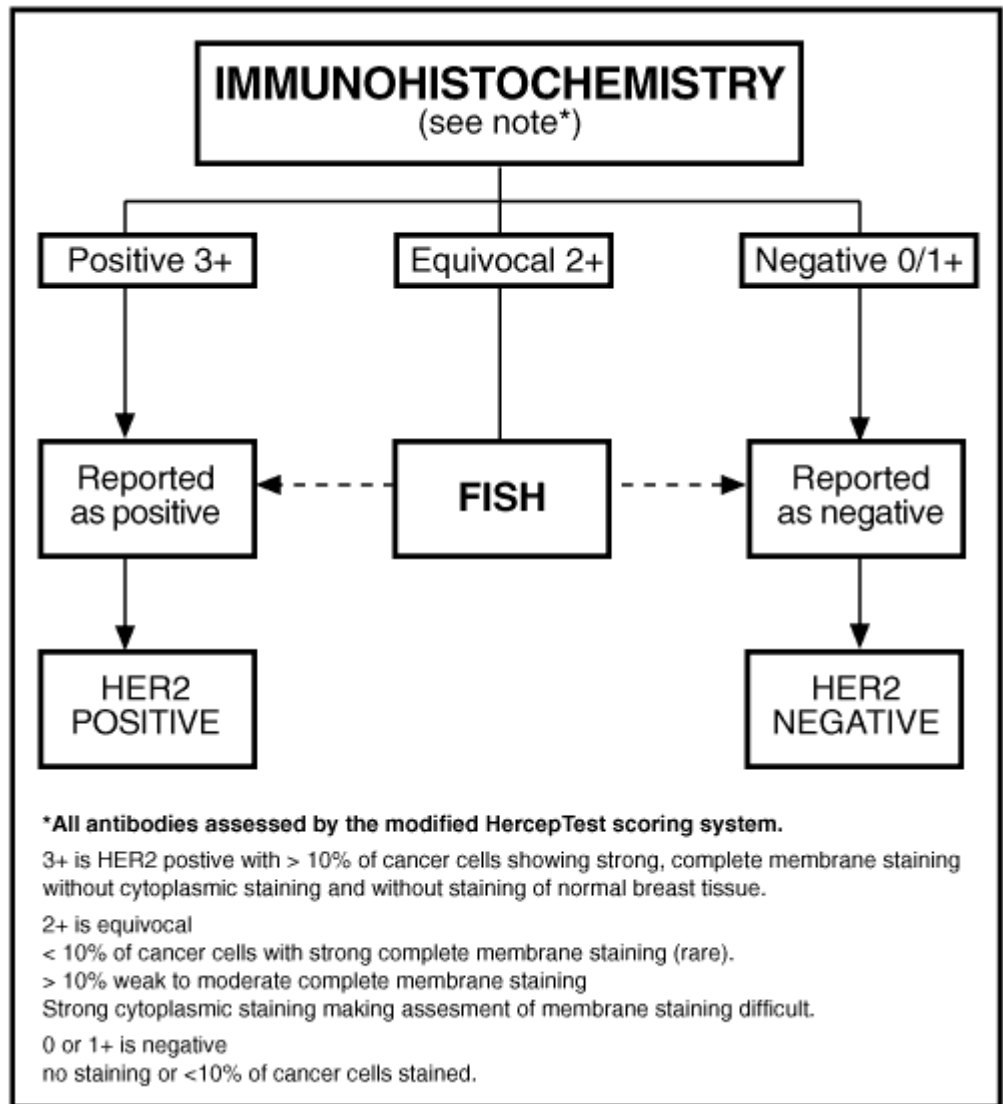 IMMUNOHISTOCHEMISTRY
(see note*)
Positive 3+
Equivocal 2+
Negative 0/1+
Reported
as positive
FISH
Reported
as negative
HER2
POSITIVE
HER2
NEGATIVE
*All antibodies assessed by the modified HercepTest scoring system.
3+ is HER2 postive with > 10% of cancer cells showing strong, complete membrane staining
without cytoplasmic staining and without staining of normal breast tissue.
2+ is equivocal
< 10% of cancer cells with strong complete membrane staining (rare).
> 10% weak to moderate complete membrane staining
Strong cytoplasmic staining making assesment of membrane staining difficult.
0 or 1+ is negative
no staining or <10% of cancer cells stained.